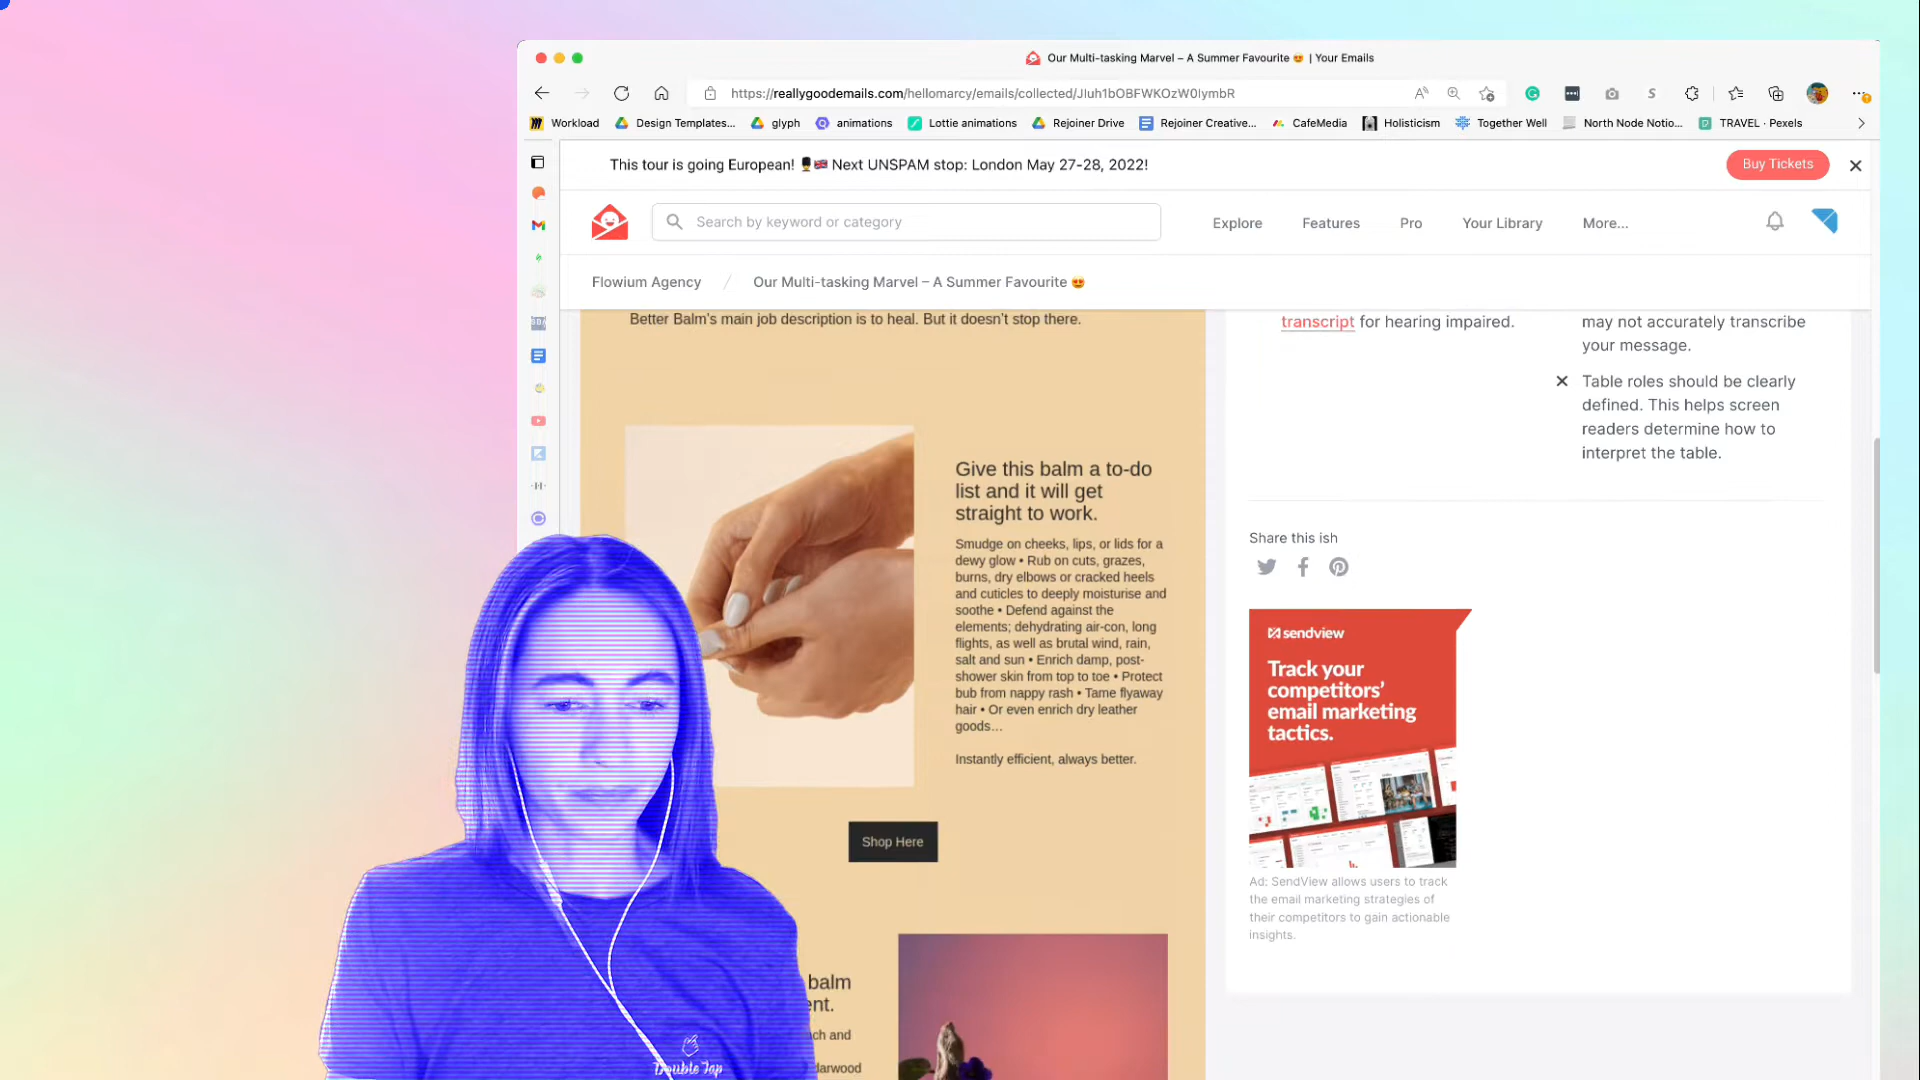 Our Multi-tasking Marvel – A Summer Favourite 😍 | Your Emails
https://reallygoodemails.com/hellomarcy/emails/collected/JIuh1bOBFWKOzW0lymbR
Workload
Design Templates...
glyph
animations
Lottie animations
Rejoiner Drive
Rejoiner Creative...
CafeMedia
Holisticism
Together Well
North Node Notio...
TRAVEL · Pexels
This tour is going European! 💂🇬🇧 Next UNSPAM stop: London May 27-28, 2022!
Buy Tickets
Search by keyword or category
Explore
Features
Pro
Your Library
More...
Flowium Agency / Our Multi-tasking Marvel – A Summer Favourite 😍
Better Balm's main job description is to heal. But it doesn't stop there.
Give this balm a to-do
list and it will get
straight to work.
Smudge on cheeks, lips, or lids for a
dewy glow • Rub on cuts, grazes,
burns, dry elbows or cracked heels
and cuticles to deeply moisturise and
soothe • Defend against the
elements; dehydrating air-con, long
flights, as well as brutal wind, rain,
salt and sun • Enrich damp, post-
shower skin from top to toe • Protect
bub from nappy rash • Tame flyaway
hair • Or even enrich dry leather
goods…
Instantly efficient, always better.
Shop Here
balm
ent.
ch and
darwood
Double Tap
transcript for hearing impaired.
may not accurately transcribe
your message.
Table roles should be clearly
defined. This helps screen
readers determine how to
interpret the table.
Share this ish
sendview
Track your
competitors'
email marketing
tactics.
Ad: SendView allows users to track
the email marketing strategies of
their competitors to gain actionable
insights.